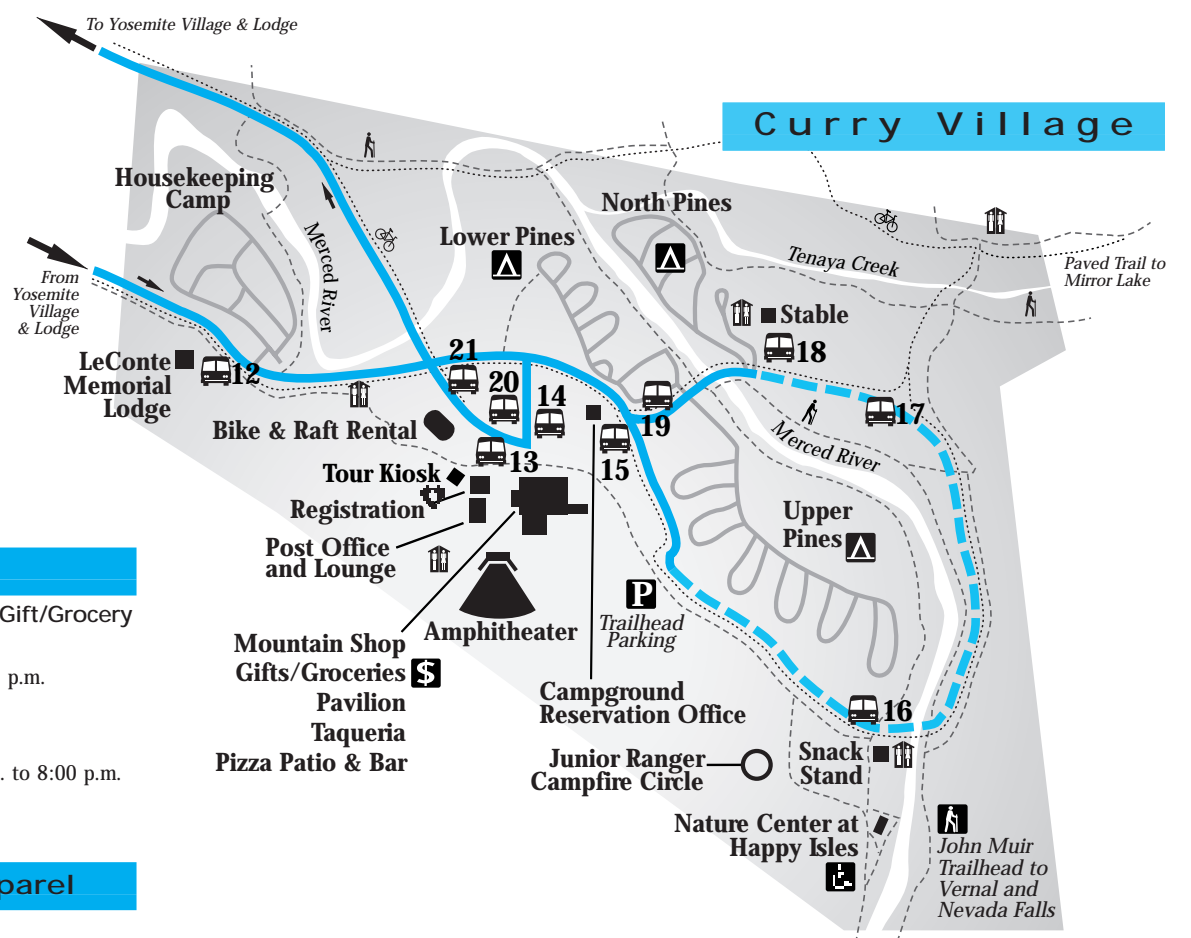 To Yosemite Village & Lodge
Curry Village
Housekeeping
Camp
North Pines
Lower Pines
Merced River
Tenaya Creek
Paved Trail to
Mirror Lake
From
Yosemite
Village
& Lodge
Stable
18
LeConte
Memorial
Lodge
12
21
20
14
17
19
Bike & Raft Rental
13
15
Merced River
Tour Kiosk
Registration
Upper
Pines
Post Office
and Lounge
Gift/Grocery
P
Trailhead
Parking
Amphitheater
Mountain Shop
Gifts/Groceries $
Pavilion
Taqueria
Pizza Patio & Bar
p.m.
Campground
Reservation Office
16
Snack
Stand
Junior Ranger
Campfire Circle
. to 8:00 p.m.
Nature Center at
Happy Isles
John Muir
Trailhead to
Vernal and
Nevada Falls
parel